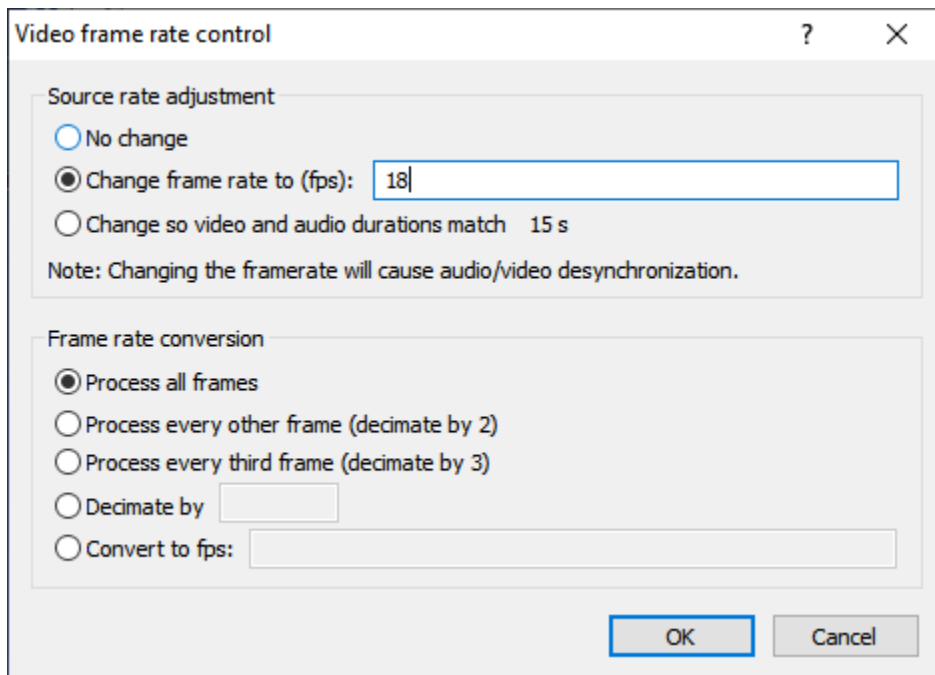 Video frame rate control
Source rate adjustment
No change
Change frame rate to (fps): 18
Change so video and audio durations match 15 s
Note: Changing the framerate will cause audio/video desynchronization.
Frame rate conversion
Process all frames
Process every other frame (decimate by 2)
Process every third frame (decimate by 3)
Decimate by
Convert to fps:
OK Cancel